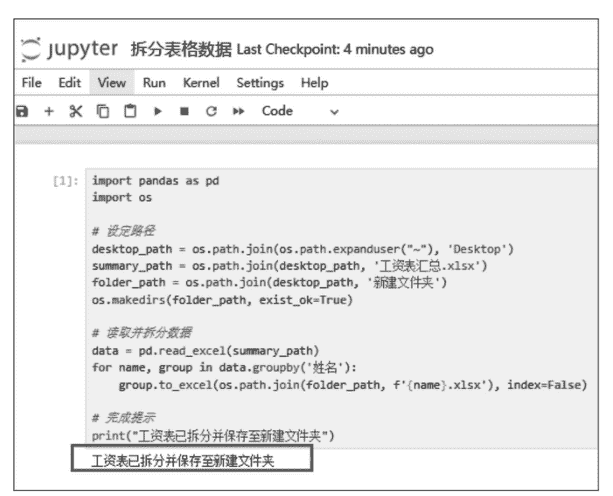 jupyter 拆分表格数据 Last Checkpoint: 4 minutes ago
File Edit View Run Kernel Settings Help
Code
[1]: import pandas as pd
import os
# 设定路径
desktop_path = os.path.join(os.path.expanduser("~"), 'Desktop')
summary_path = os.path.join(desktop_path, '工资表汇总.xlsx')
folder_path = os.path.join(desktop_path, '新建文件夹')
os.makedirs(folder_path, exist_ok=True)
# 读取并拆分数据
data = pd.read_excel(summary_path)
for name, group in data.groupby('姓名'):
    group.to_excel(os.path.join(folder_path, f'{name}.xlsx'), index=False)
# 完成提示
print("工资表已拆分并保存至新建文件夹")
工资表已拆分并保存至新建文件夹